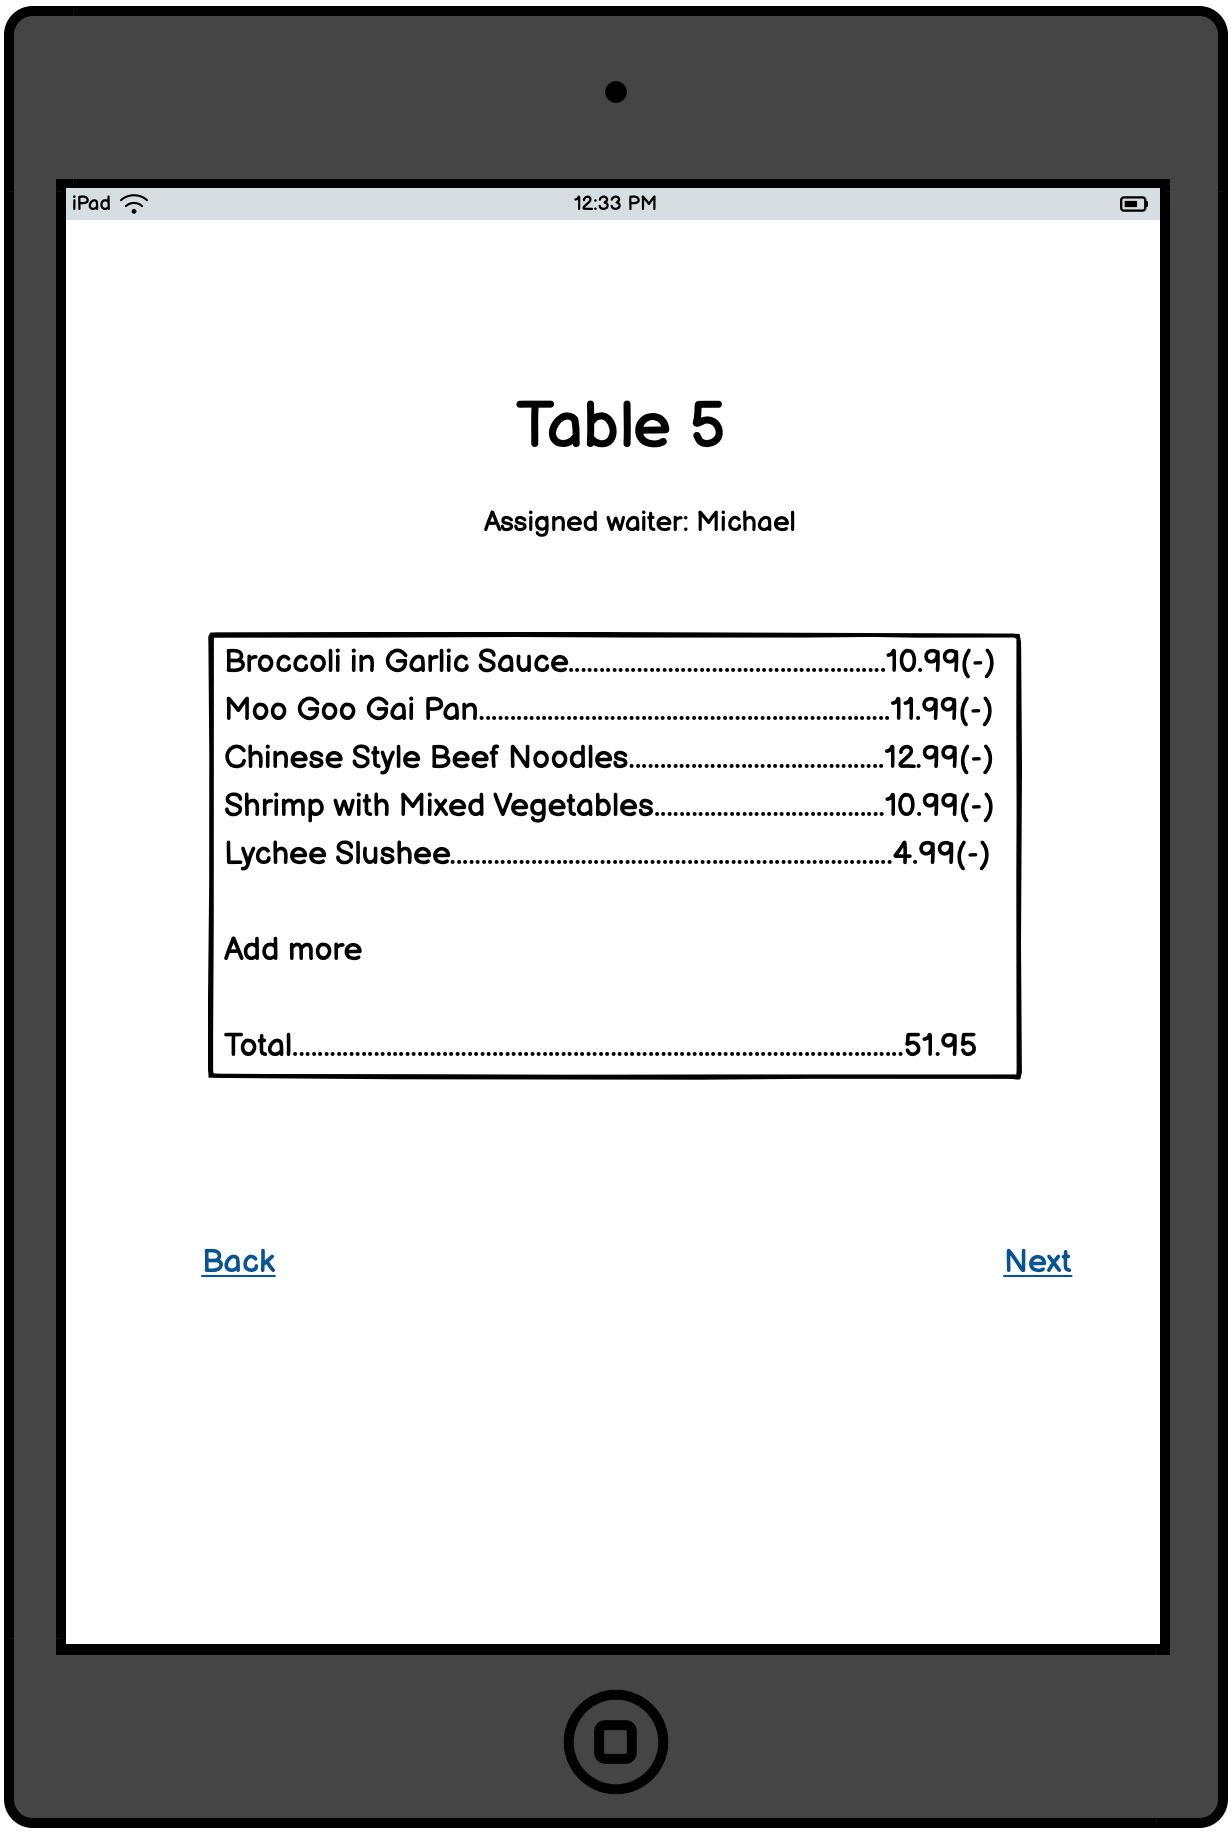 iPad 12:33 PM
Table 5
Assigned waiter: Michael
Broccoli in Garlic Sauce...................................................10.99(-)
Moo Goo Gai Pan..................................................................11.99(-)
Chinese Style Beef Noodles.........................................12.99(-)
Shrimp with Mixed Vegetables.....................................10.99(-)
Lychee Slushee.......................................................................4.99(-)
Add more
Total..................................................................................................51.95
Back Next